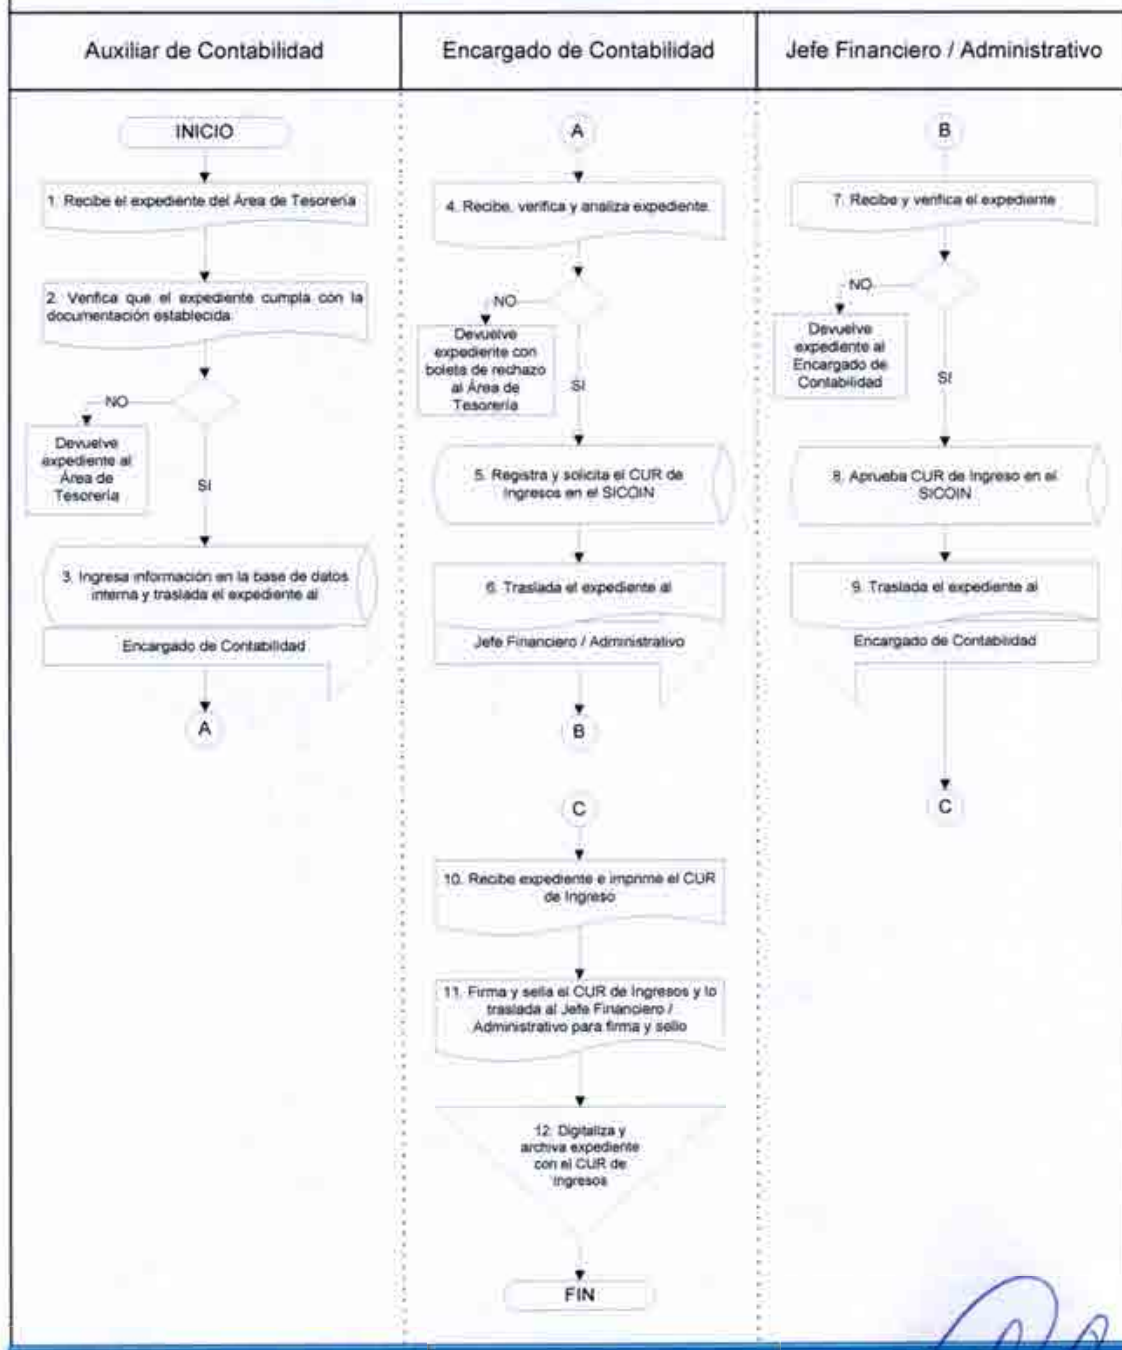 Auxiliar de Contabilidad
Encargado de Contabilidad
Jefe Financiero / Administrativo
INICIO
1. Recibe el expediente del Área de Tesorería
2. Verifica que el expediente cumpla con la
documentación establecida.
NO
Devuelve
expediente al
Área de
Tesorería
SI
3. Ingresa información en la base de datos
interna y traslada el expediente al
Encargado de Contabilidad
A
A
4. Recibe, verifica y analiza expediente.
NO
Devuelve
expediente con
boleta de rechazo
al Área de
Tesorería
SI
5. Registra y solicita el CUR de
Ingresos en el SICOIN
6. Traslada el expediente al
Jefe Financiero / Administrativo
B
B
7. Recibe y verifica el expediente
NO
Devuelve
expediente al
Encargado de
Contabilidad
SI
8. Aprueba CUR de Ingreso en el
SICOIN
9. Traslada el expediente al
Encargado de Contabilidad
C
C
10. Recibe expediente e imprime el CUR
de Ingreso
11. Firma y sella el CUR de Ingresos y lo
traslada al Jefe Financiero /
Administrativo para firma y sello
12. Digitaliza y
archiva expediente
con el CUR de
Ingresos
FIN